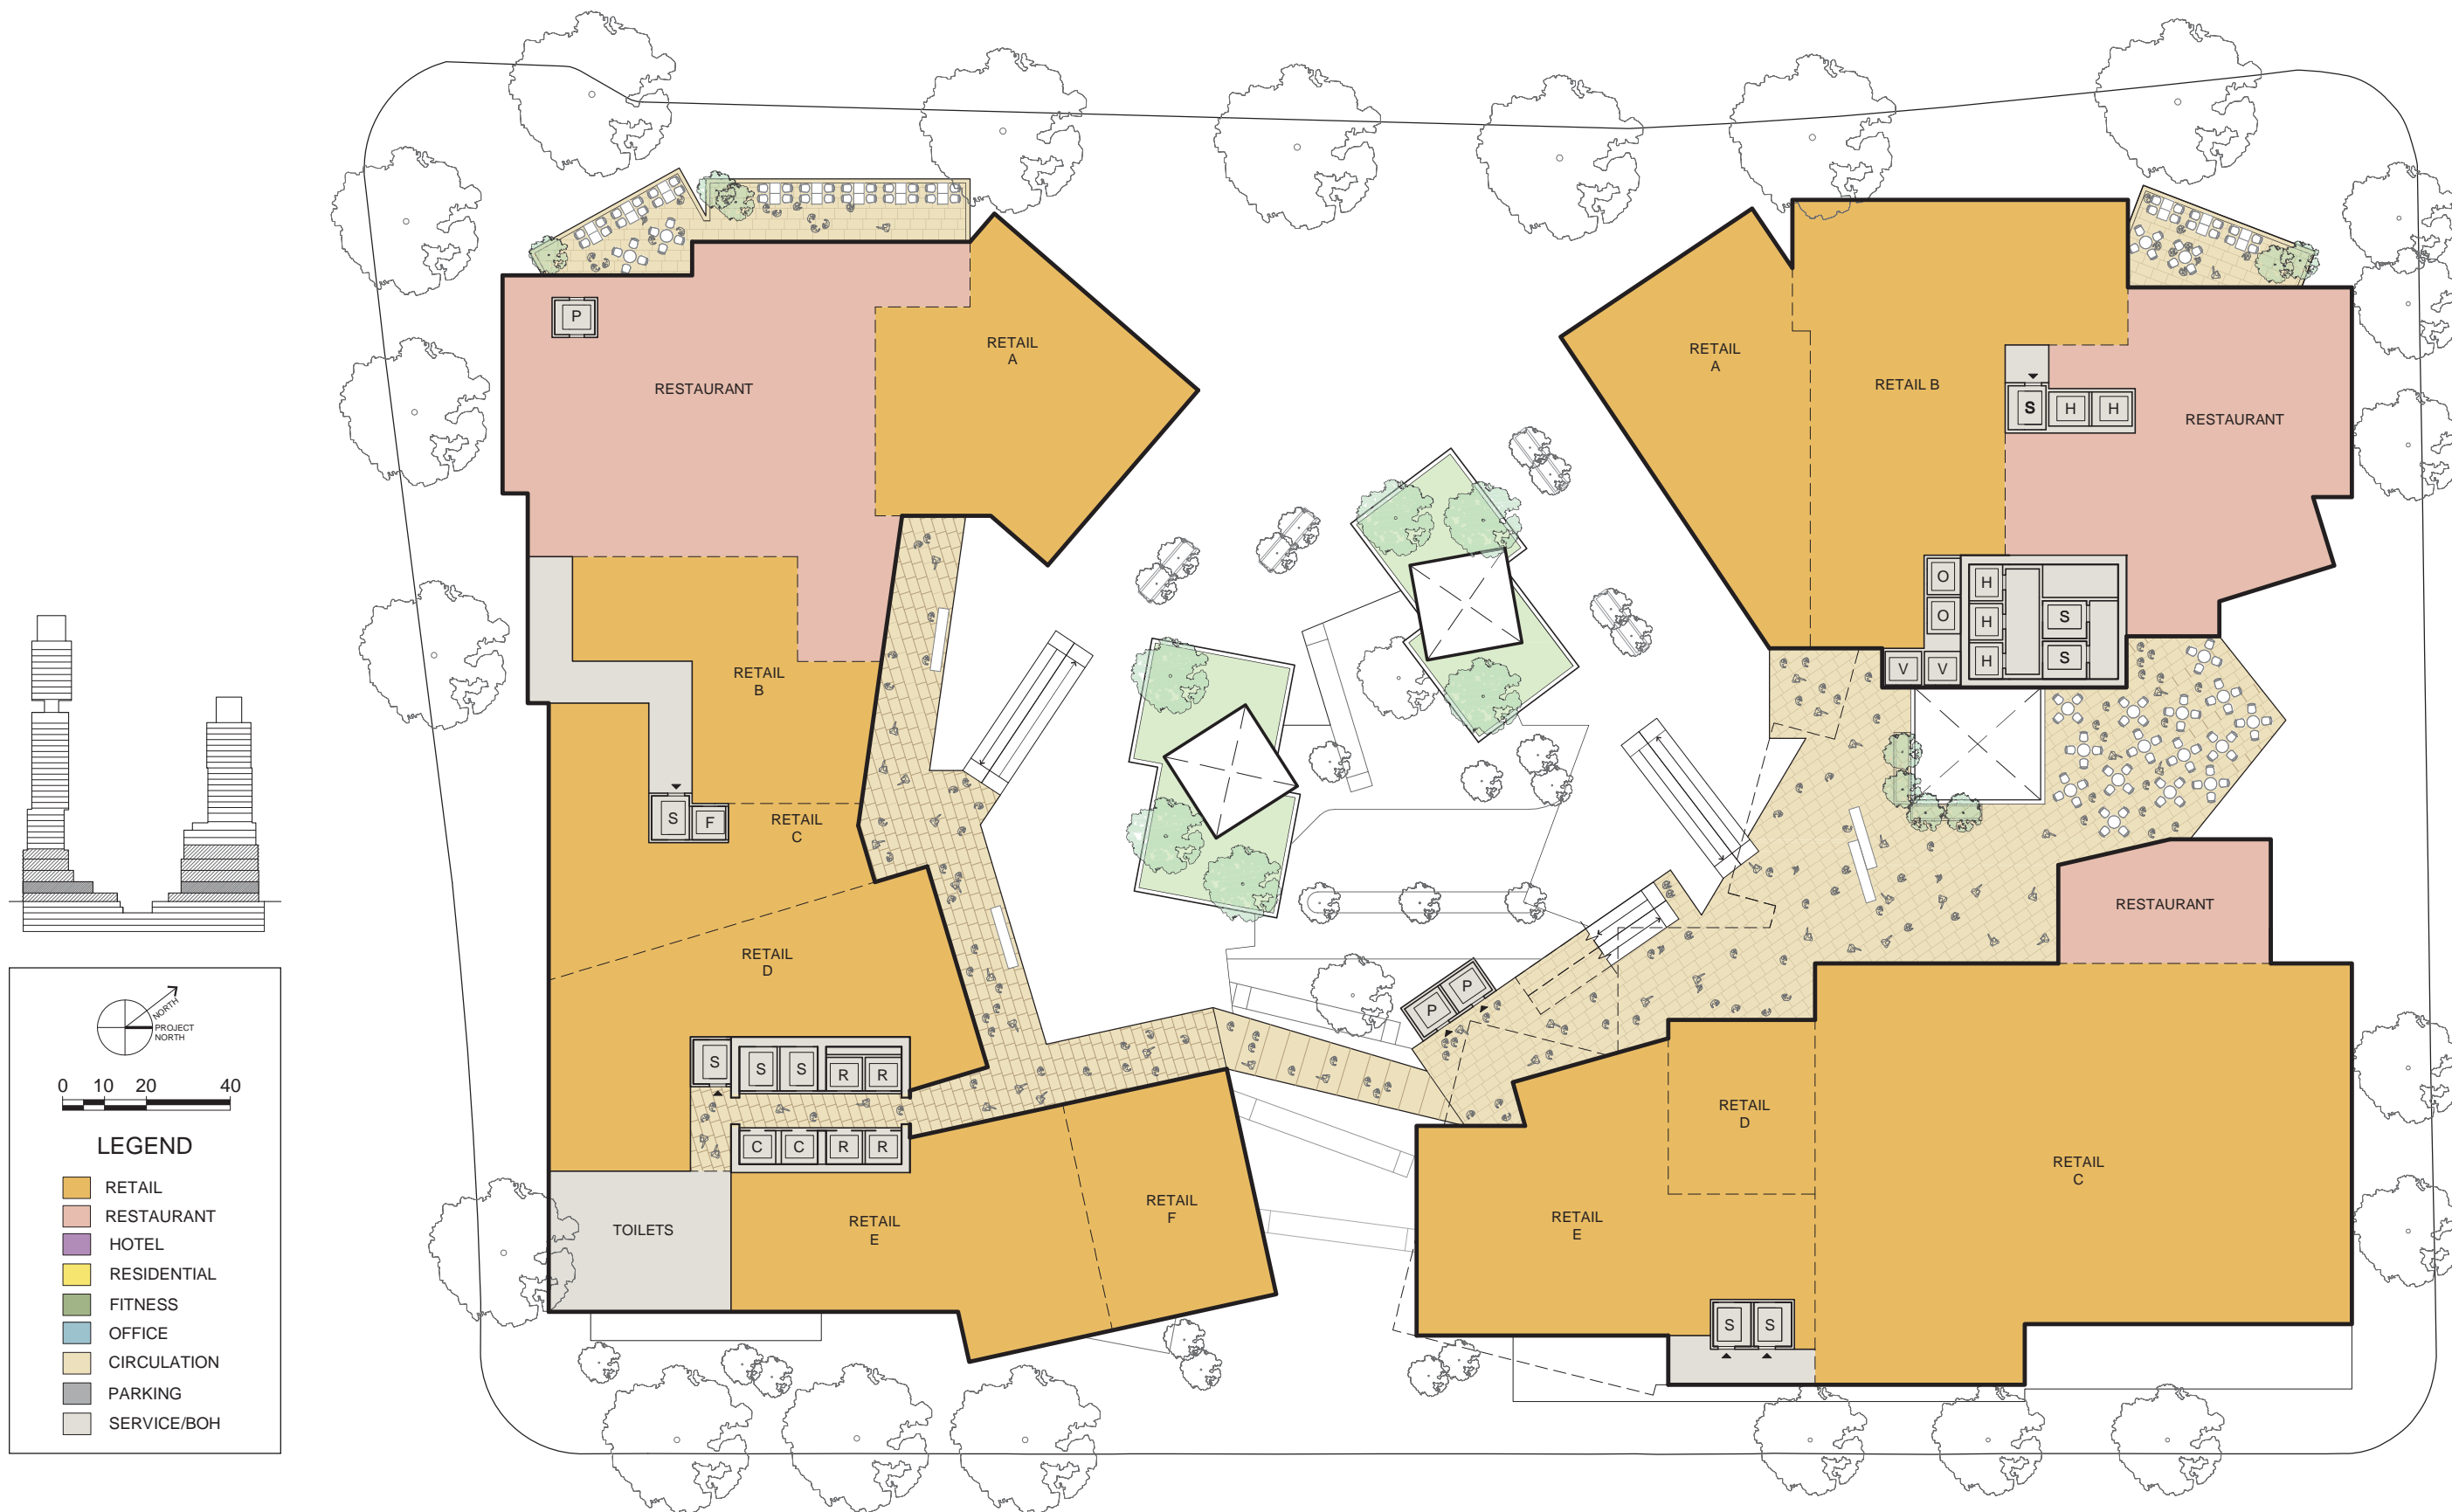 RETAIL
A
RESTAURANT
P
RETAIL
B
RETAIL
C
S
F
RETAIL
D
S
S
S
R
R
C
C
R
R
TOILETS
RETAIL
E
RETAIL
F
RETAIL
A
RETAIL B
S
H
H
RESTAURANT
O
O
H
H
H
S
S
V
V
RESTAURANT
P
P
RETAIL
D
RETAIL
C
RETAIL
E
S
S
NORTH
PROJECT
NORTH
0 10 20 40
LEGEND
RETAIL
RESTAURANT
HOTEL
RESIDENTIAL
FITNESS
OFFICE
CIRCULATION
PARKING
SERVICE/BOH